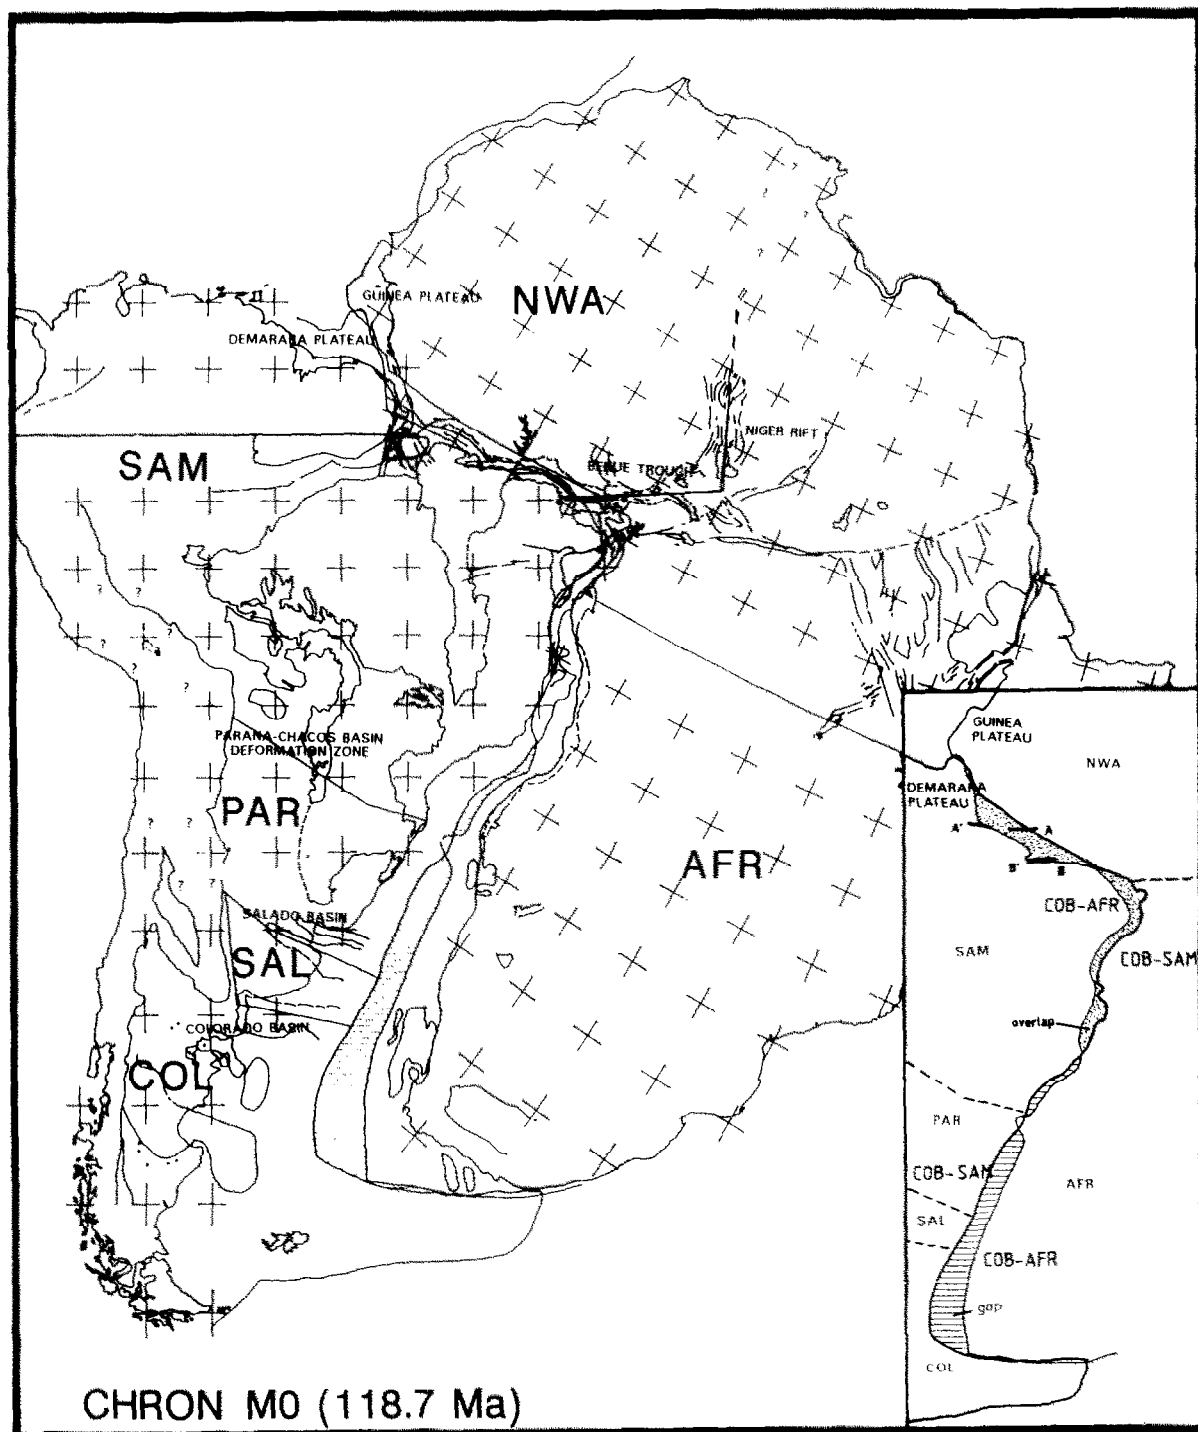 GUINEA PLATEAU
NWA
DEMARARA PLATEAU
NIGER RIFT
SAM
BENUE TROUGH
? ?
? ?
?
PARANA-CHACOS BASIN
DEFORMATION ZONE
PAR
AFR
SALADO BASIN
SAL
COLORADO BASIN
COL
CHRON M0 (118.7 Ma)
GUINEA
PLATEAU
NWA
DEMARARA
PLATEAU
A' A
B' B
COB-AFR
SAM
COB-SAM
overlap
PAR
COB-SAM
AFR
SAL
COB-AFR
gap
COL